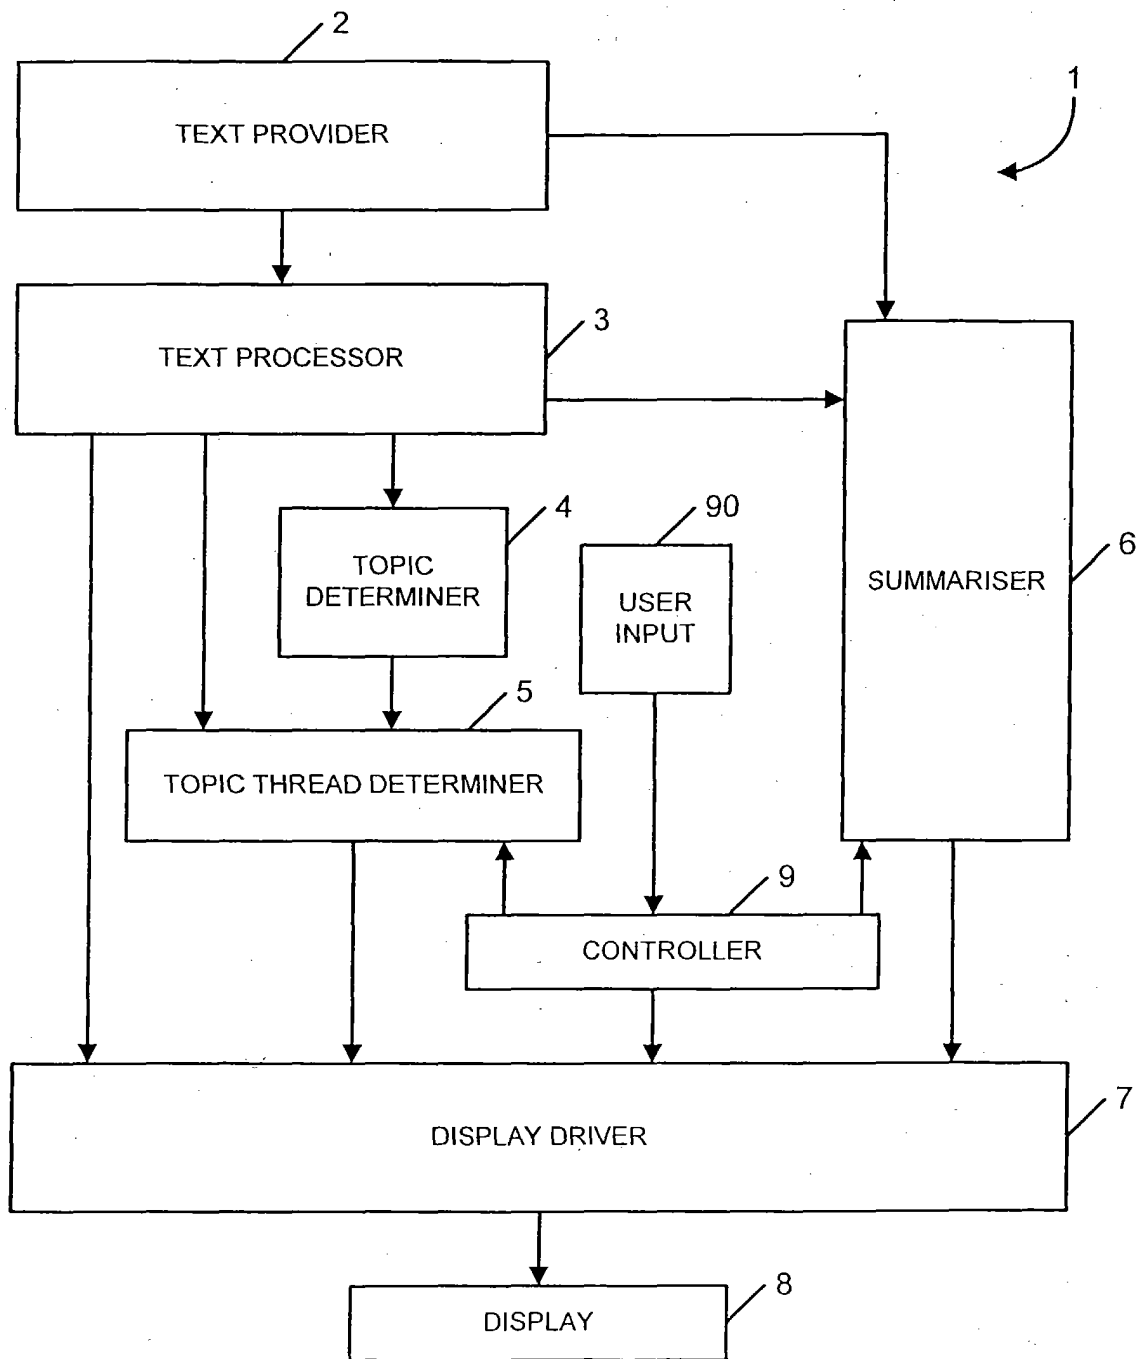 2
1
TEXT PROVIDER
3
TEXT PROCESSOR
4
90
TOPIC
DETERMINER
USER
INPUT
6
SUMMARISER
5
TOPIC THREAD DETERMINER
9
CONTROLLER
7
DISPLAY DRIVER
8
DISPLAY